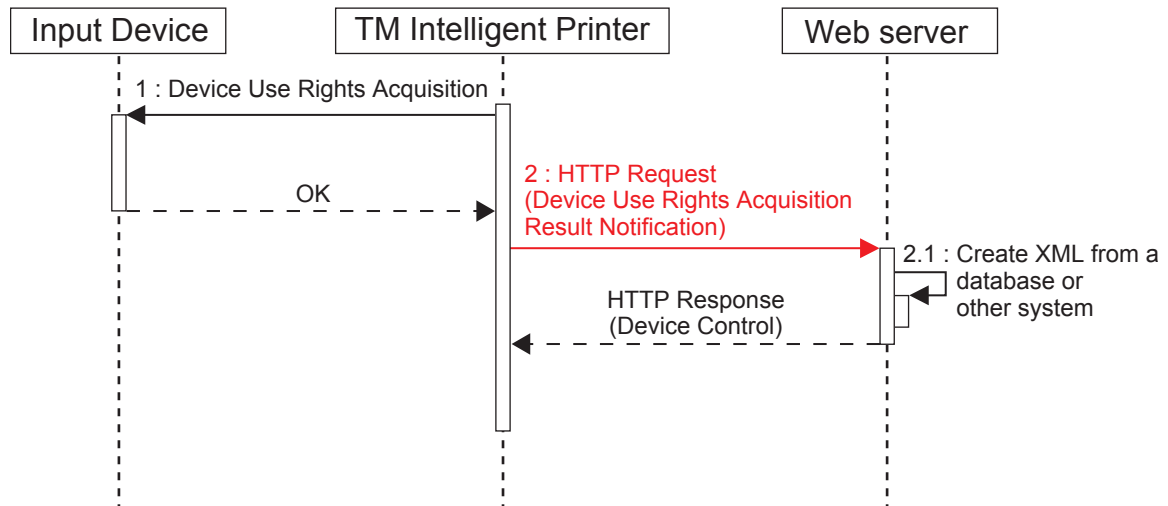 Input Device
TM Intelligent Printer
Web server
1 : Device Use Rights Acquisition
OK
2 : HTTP Request
(Device Use Rights Acquisition
Result Notification)
2.1 : Create XML from a
database or
other system
HTTP Response
(Device Control)